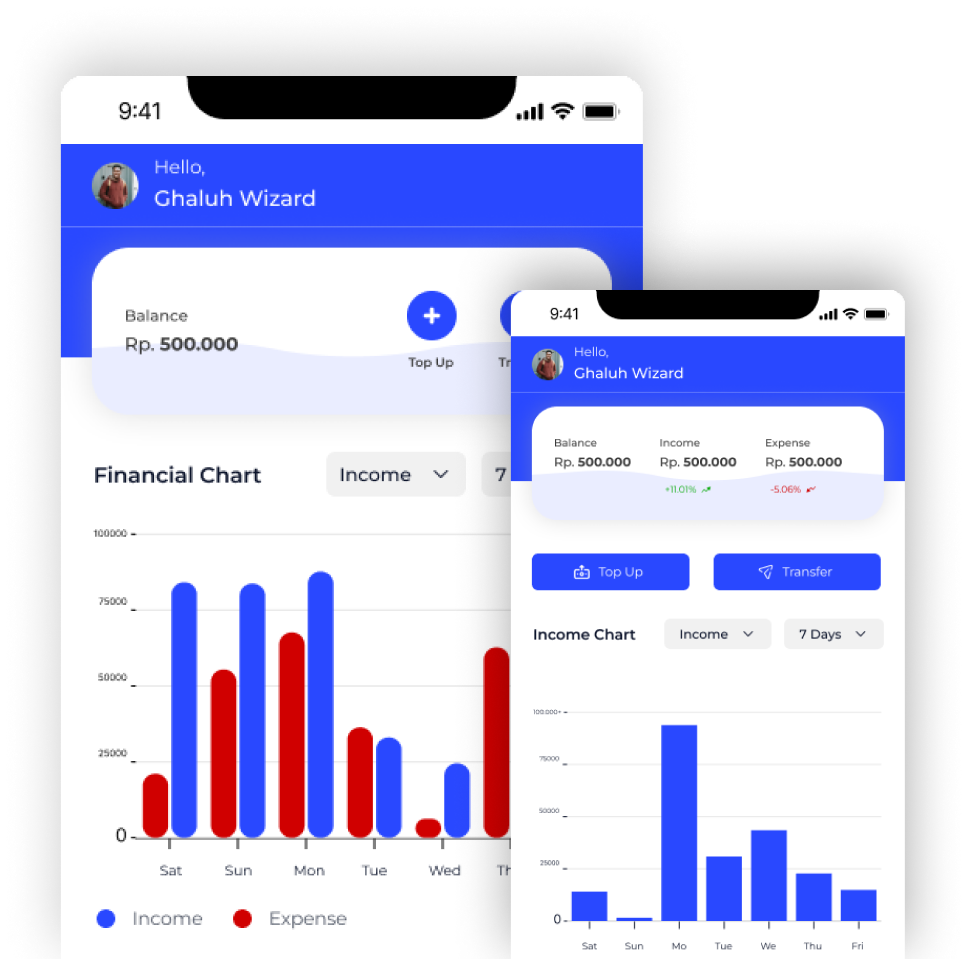 9:41
Hello,
Ghaluh Wizard
Balance
Rp. 500.000
Top Up
Tr
Financial Chart
Income
7
100000
75000
50000
25000
0
Sat Sun Mon Tue Wed Th
Income Expense
9:41
Hello,
Ghaluh Wizard
Balance Income Expense
Rp. 500.000 Rp. 500.000 Rp. 500.000
+11.01% -5.06%
Top Up Transfer
Income Chart Income 7 Days
100.000+
75000
50000
25000
0
Sat Sun Mo Tue We Thu Fri